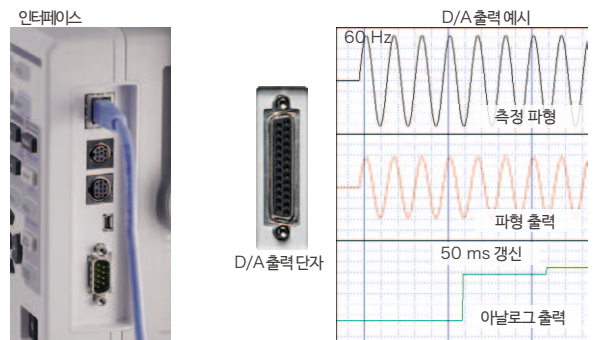 인터페이스
D/A 출력 예시
60 Hz
측정 파형
파형 출력
D/A 출력 단자
50 ms 갱신
아날로그 출력